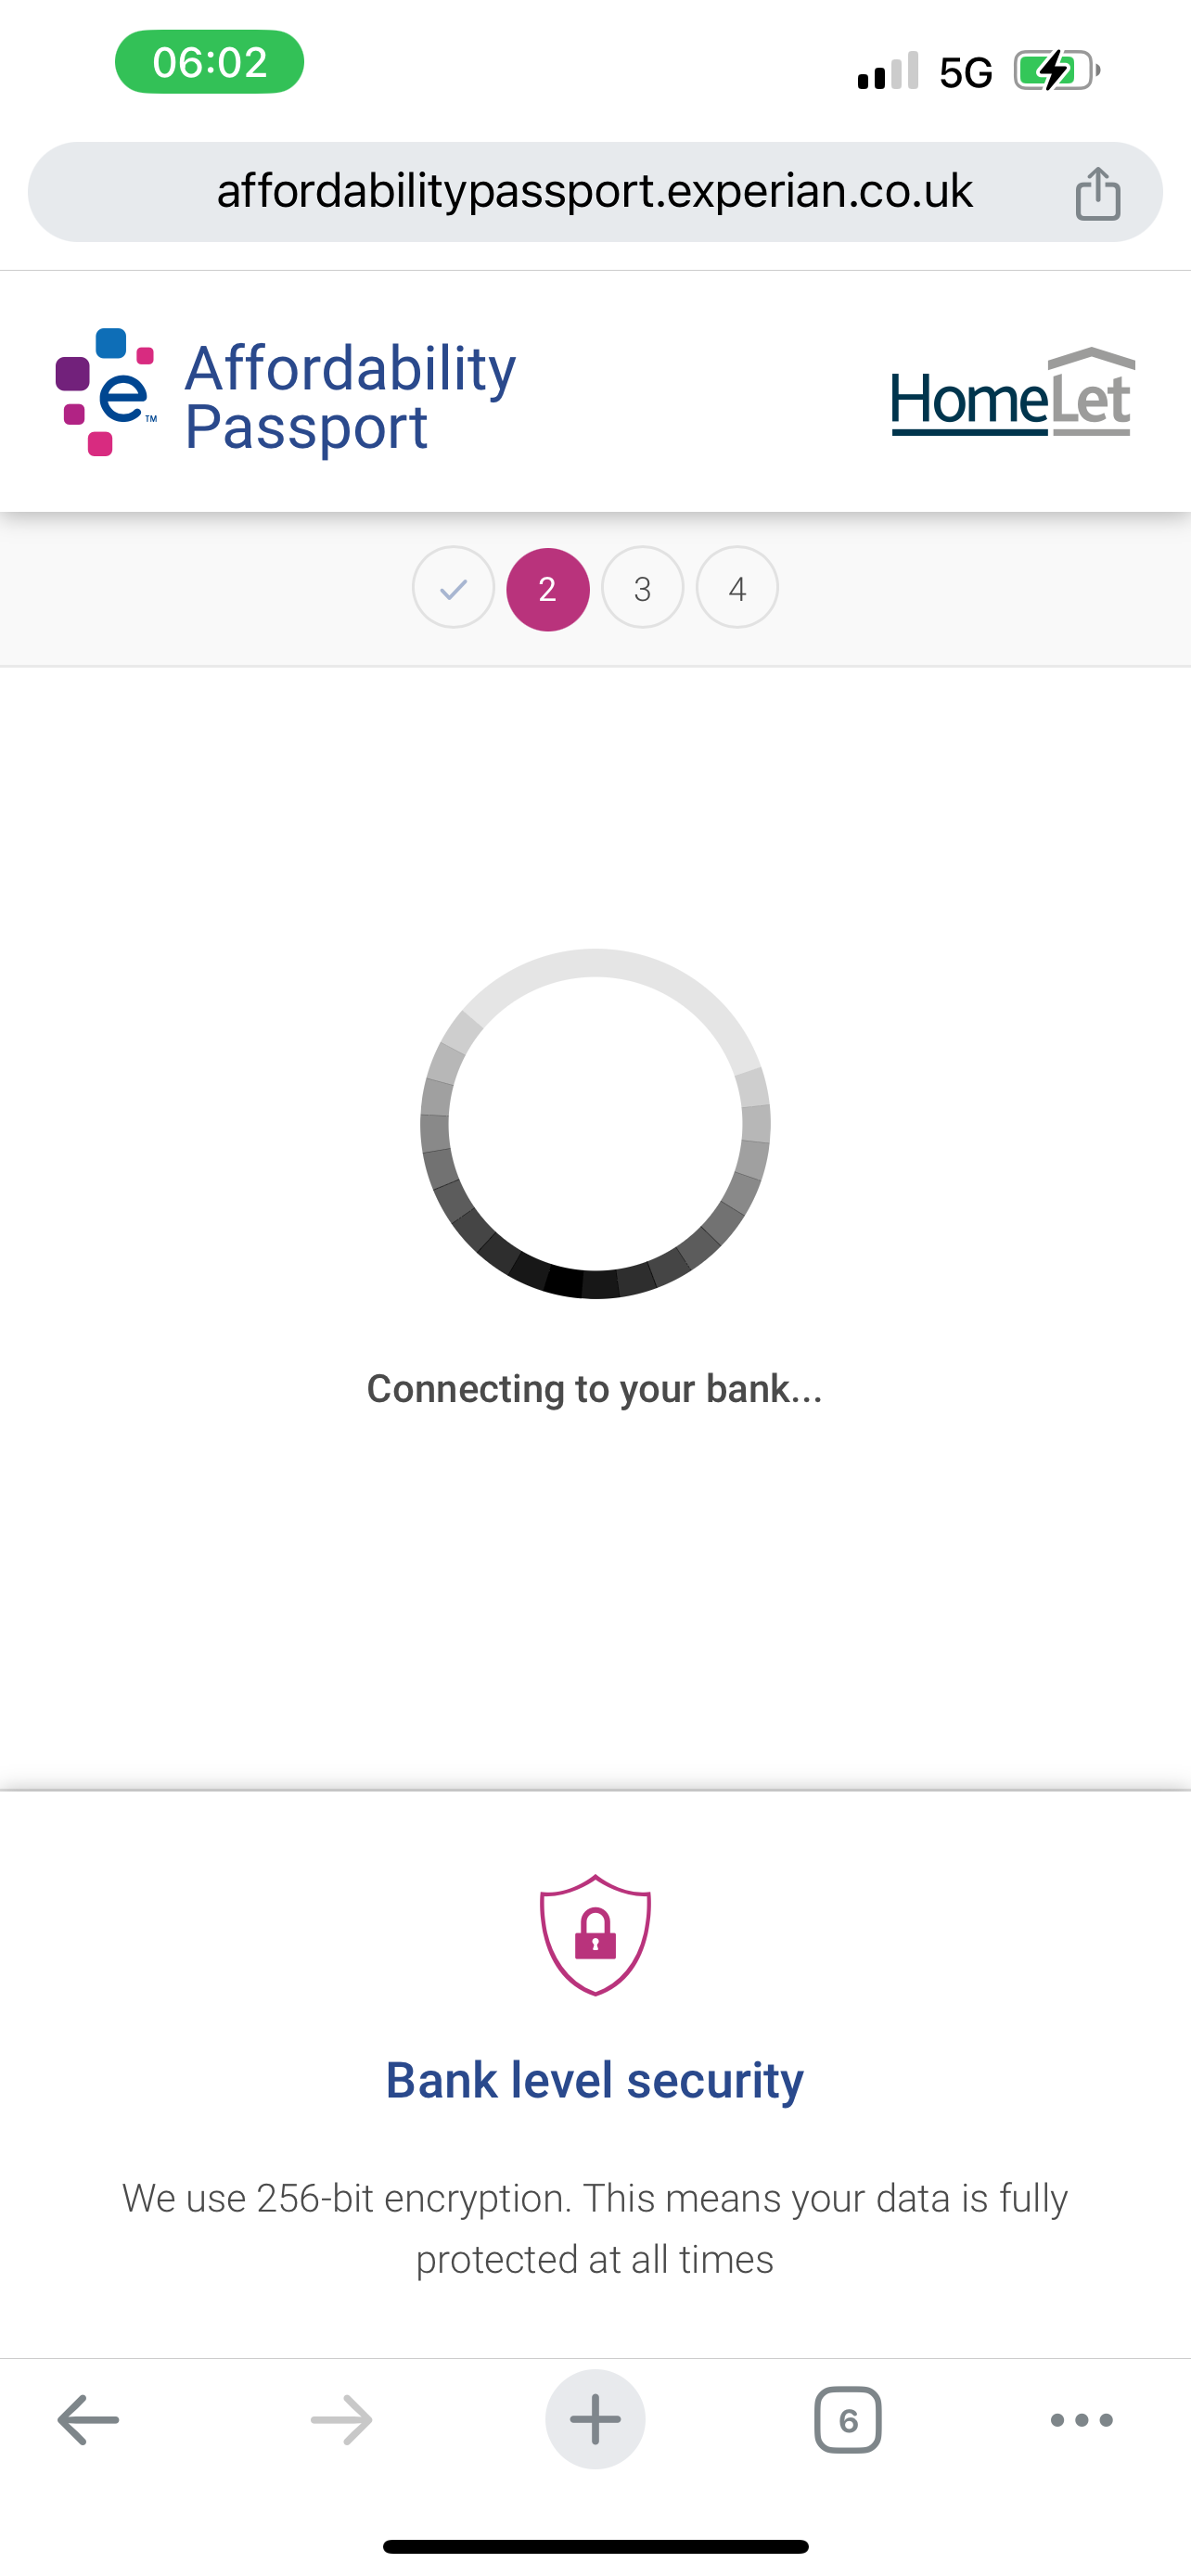 06:02
5G
affordabilitypassport.experian.co.uk
e™
Affordability
Passport
HomeLet
2
3
4
Connecting to your bank...
Bank level security
We use 256-bit encryption. This means your data is fully
protected at all times
6